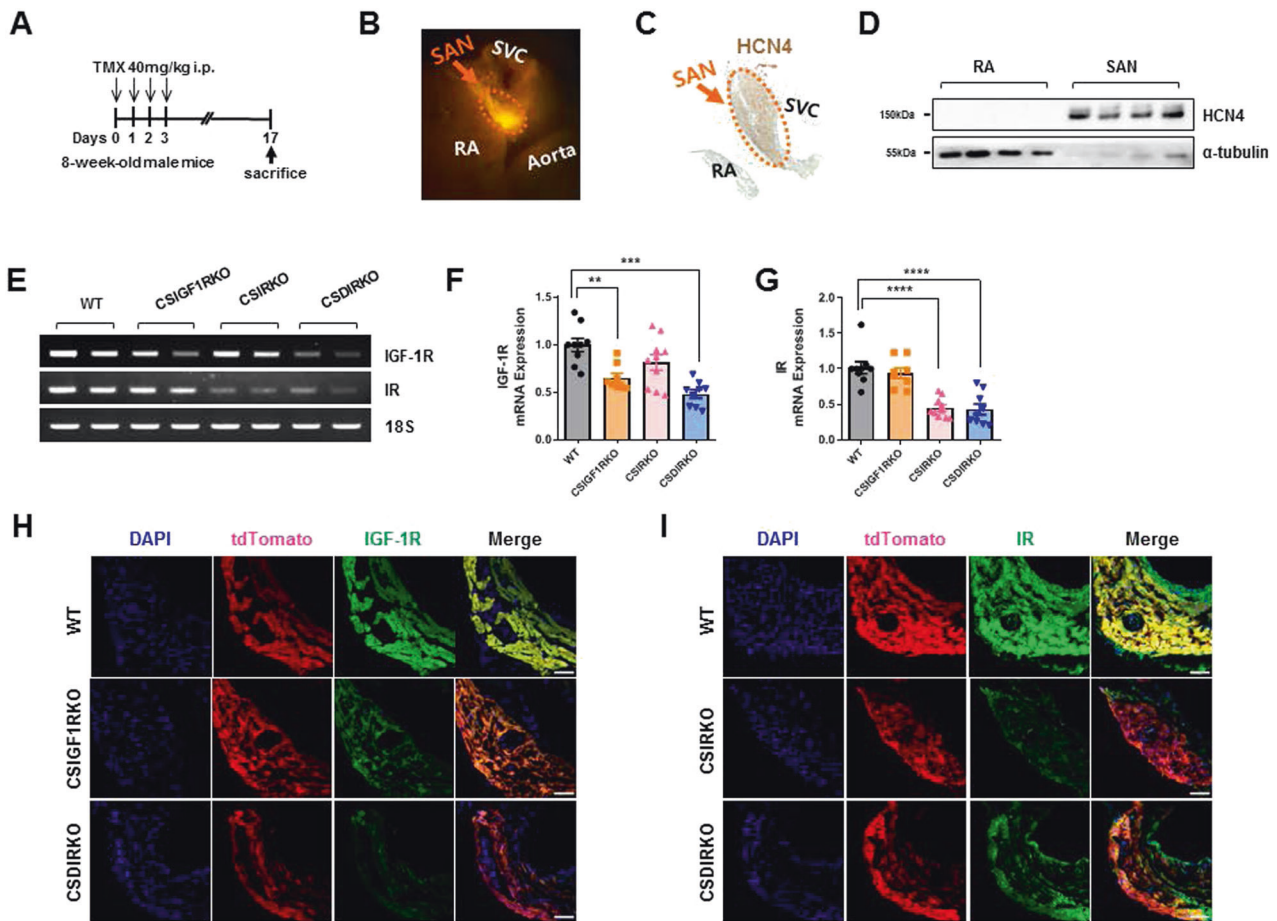 A
TMX 40mg/kg i.p.
Days 0 1 2 3 17
8-week-old male mice
sacrifice
B
SAN
SVC
RA
Aorta
C
HCN4
SAN
SVC
RA
D
RA SAN
150kDa HCN4
55kDa α-tubulin
E
WT CSIGF1RKO CSIRKO CSDIRKO
IGF-1R
IR
18S
F
IGF-1R
mRNA Expression
1.5
1.0
0.5
0.0
**
***
WT CSIGF1RKO CSIRKO CSDIRKO
G
IR
mRNA Expression
2.0
1.5
1.0
0.5
0.0
****
****
WT CSIGF1RKO CSIRKO CSDIRKO
H
DAPI tdTomato IGF-1R Merge
WT
CSIGF1RKO
CSDIRKO
I
DAPI tdTomato IR Merge
WT
CSIRKO
CSDIRKO